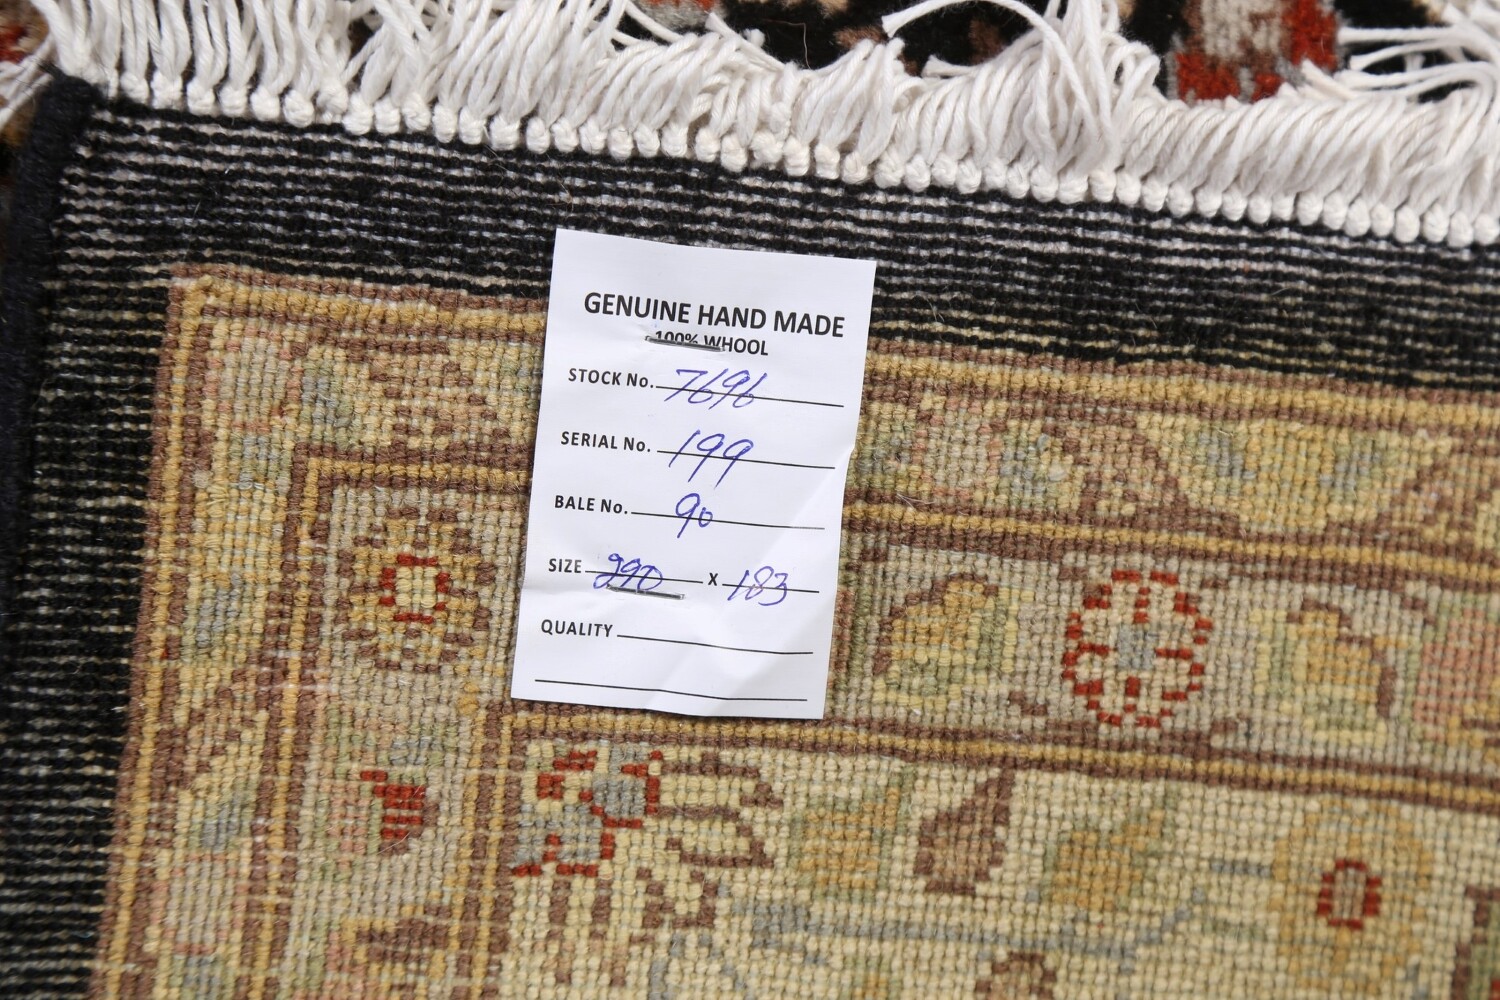 GENUINE HAND MADE
100% WHOOL
STOCK No. 7696
SERIAL No. 199
BALE No. 90
SIZE 290 X 183
QUALITY